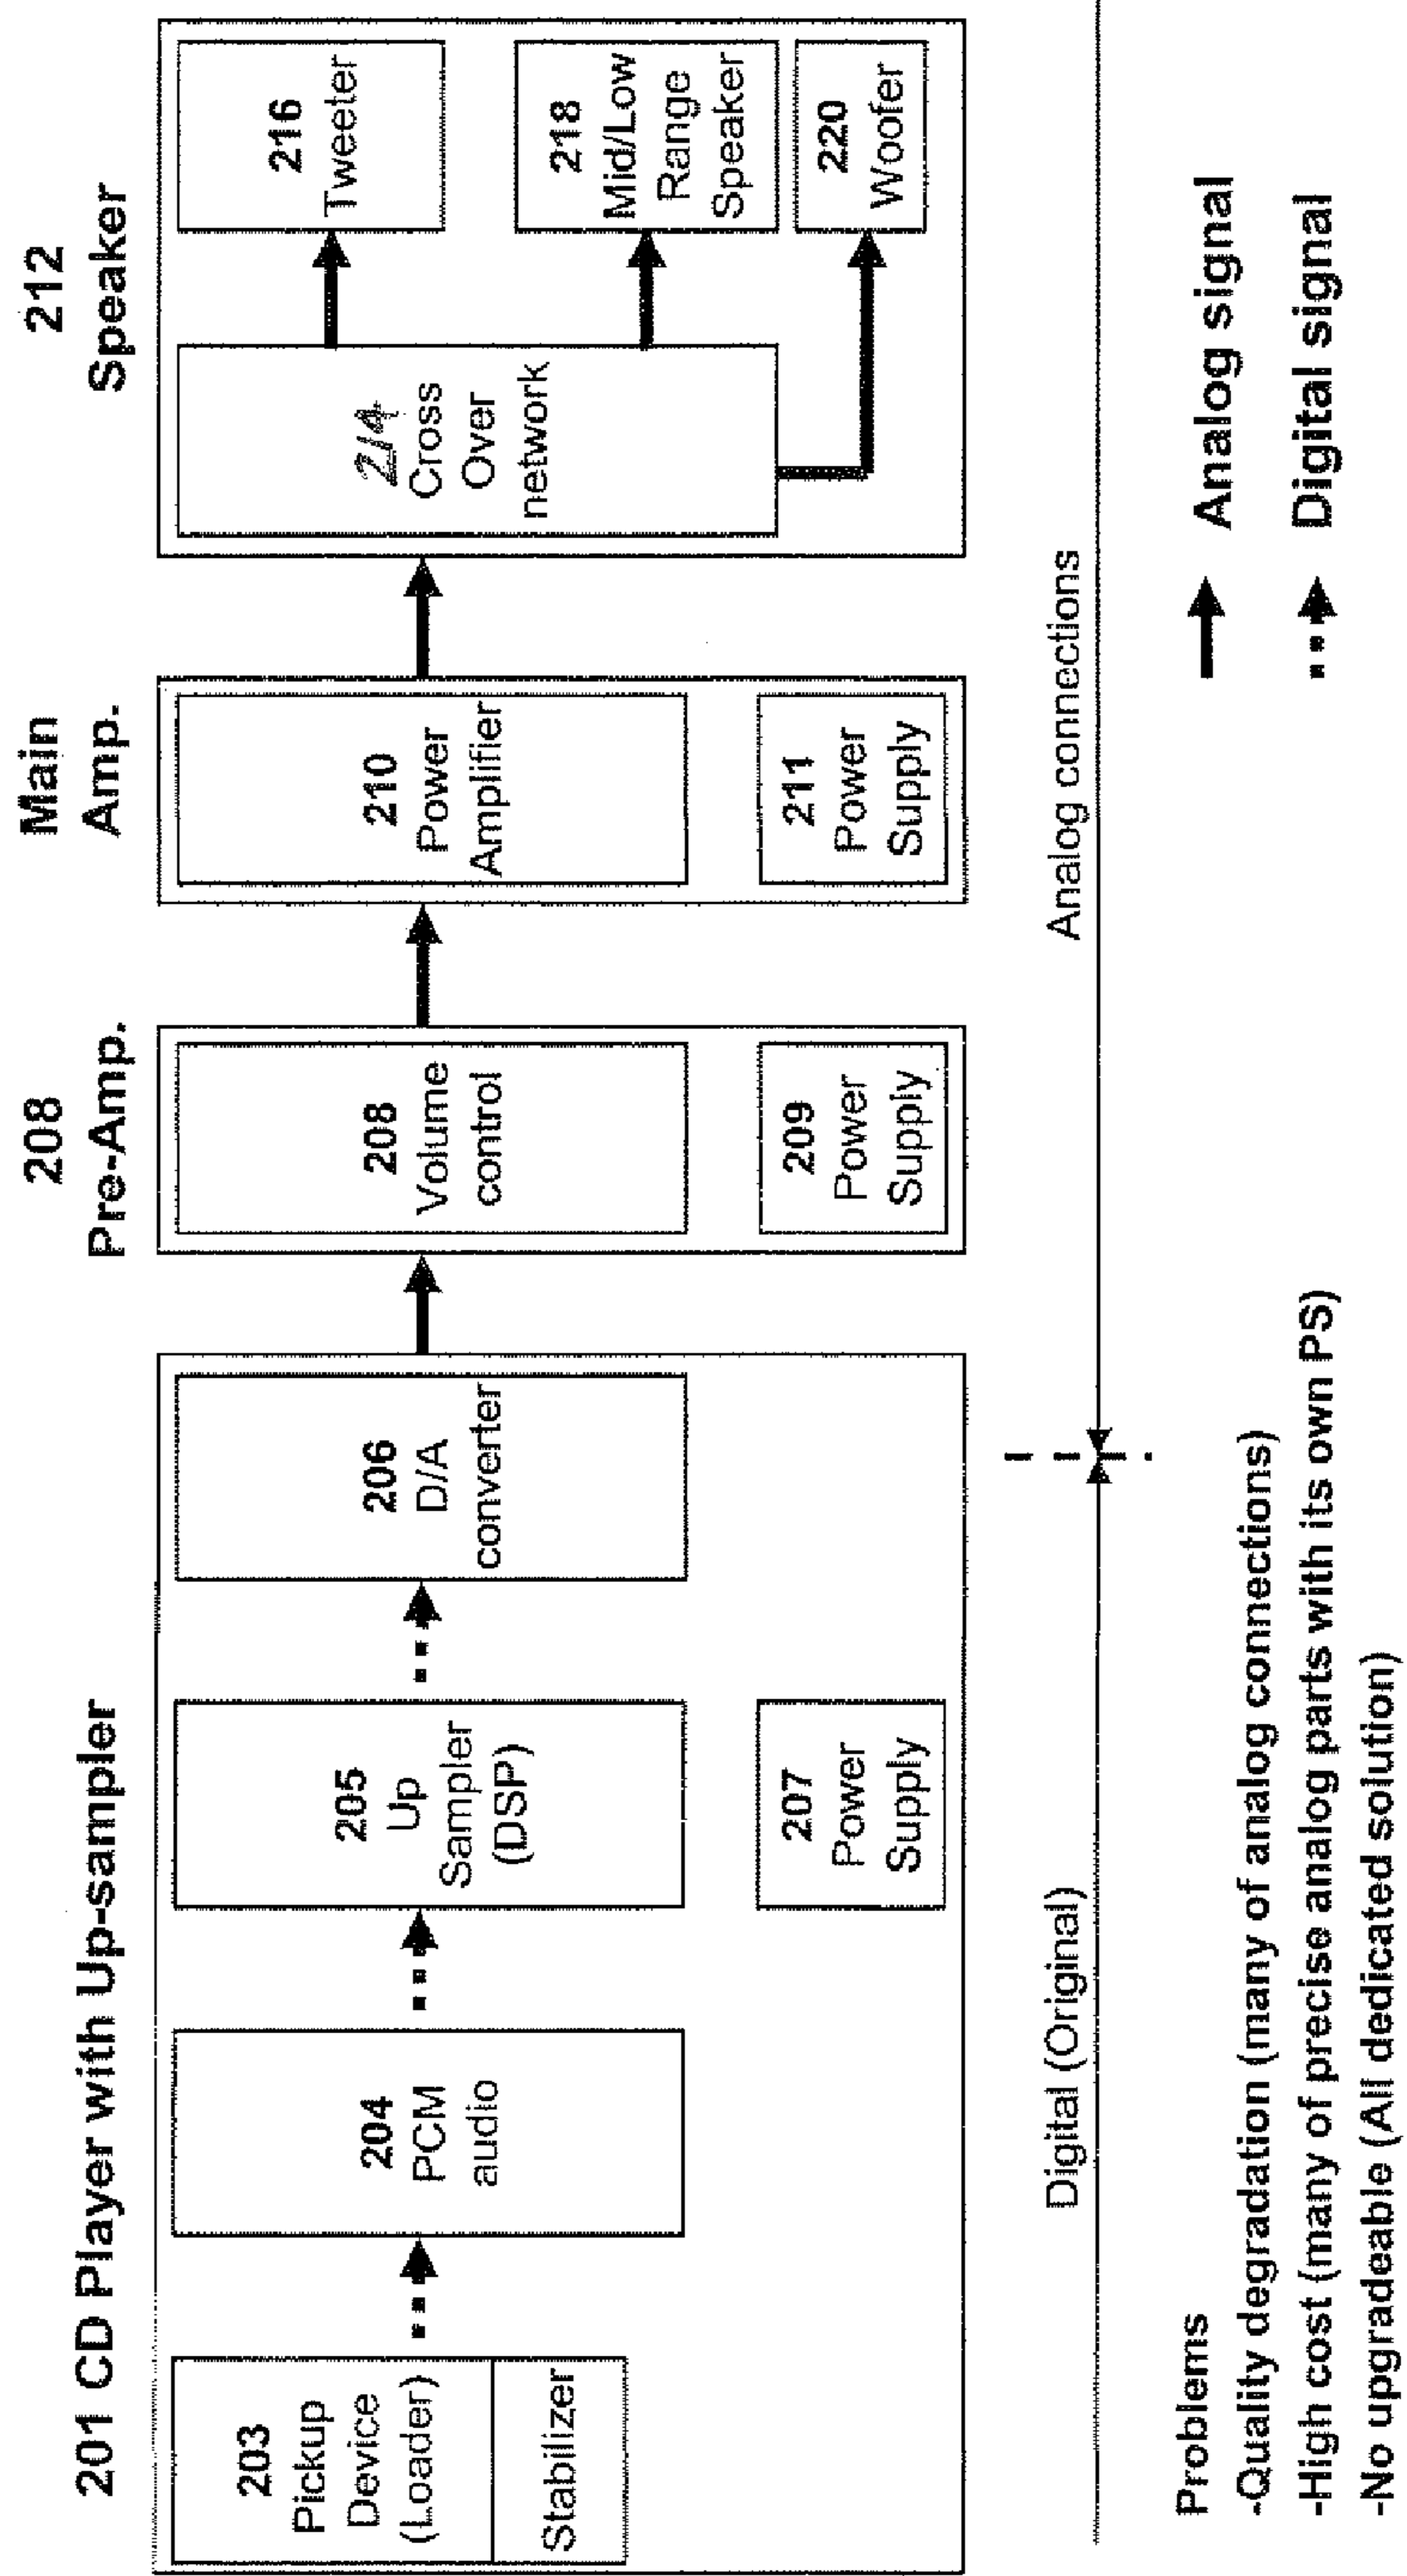 201 CD Player with Up-sampler
203
Pickup
Device
(Loader)
Stabilizer
204
PCM
audio
205
Up
Sampler
(DSP)
207
Power
Supply
206
D/A
converter
208
Pre-Amp.
208
Volume
control
209
Power
Supply
Main
Amp.
210
Power
Amplifier
211
Power
Supply
212
Speaker
214
Cross
Over
network
216
Tweeter
218
Mid/Low
Range
Speaker
220
Woofer
Digital (Original)
Analog connections
Problems
-Quality degradation (many of analog connections)
-High cost (many of precise analog parts with its own PS)
-No upgradeable (All dedicated solution)
Analog signal
Digital signal